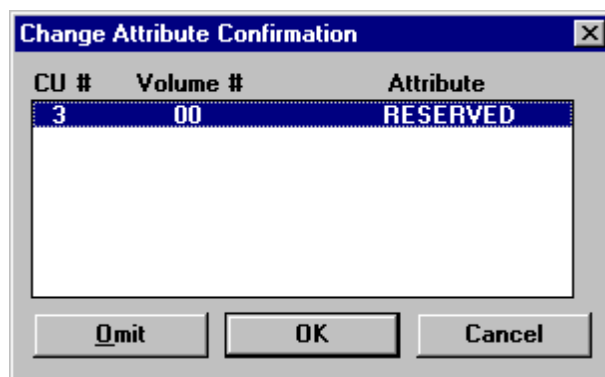 Change Attribute Confirmation
CU # Volume # Attribute
3 00 RESERVED
Omit OK Cancel